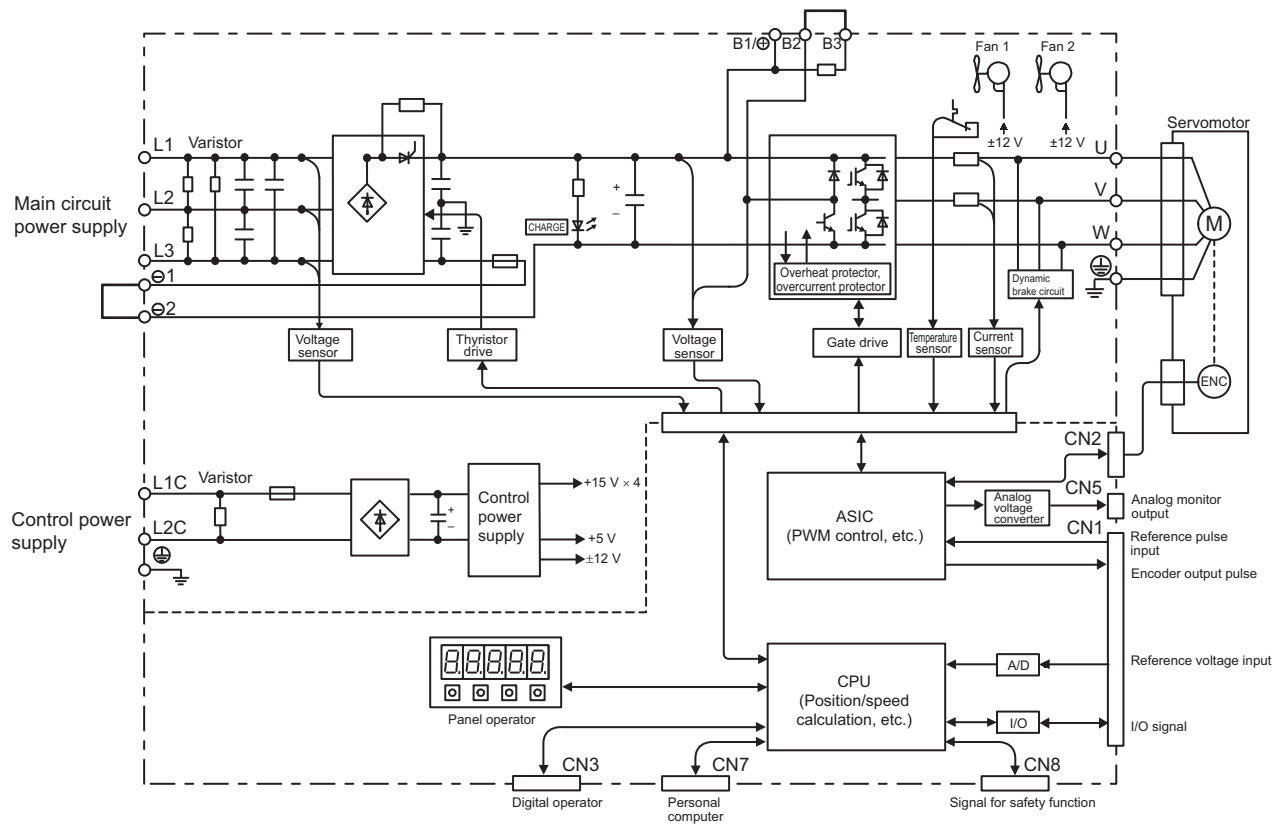 B1/⊕ B2 B3
Fan 1 Fan 2
±12 V ±12 V
Servomotor
L1 Varistor
L2
L3
Main circuit
power supply
⊖1
⊖2
CHARGE
+
–
Overheat protector,
overcurrent protector
U
V
W
M
Dynamic
brake circuit
Voltage
sensor
Thyristor
drive
Voltage
sensor
Gate drive
Temperature
sensor
Current
sensor
ENC
L1C Varistor
L2C
Control power
supply
+
–
Control
power
supply
+15 V × 4
+5 V
±12 V
ASIC
(PWM control, etc.)
Analog
voltage
converter
CN2
CN5
Analog monitor
output
CN1
Reference pulse
input
Encoder output pulse
8.8.8.8.8.
Panel operator
CPU
(Position/speed
calculation, etc.)
A/D
Reference voltage input
I/O
I/O signal
CN3
Digital operator
CN7
Personal
computer
CN8
Signal for safety function